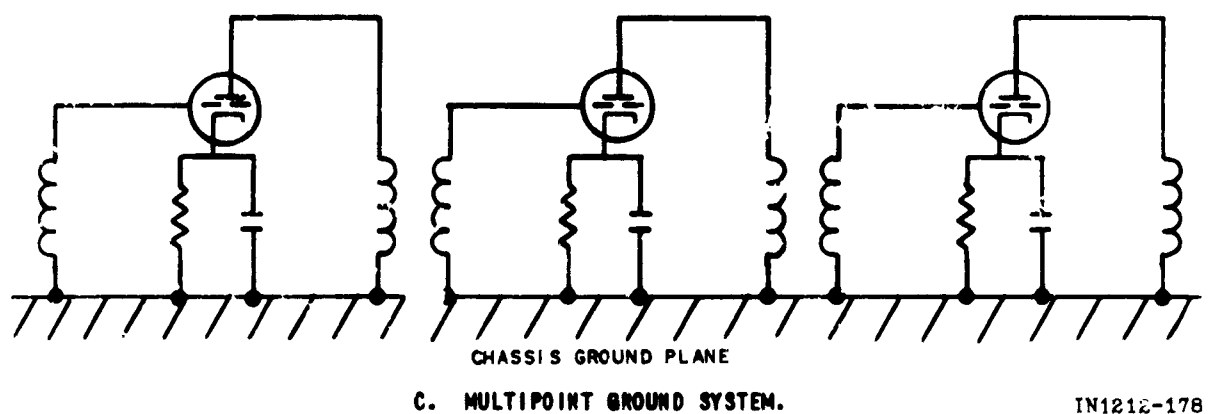 CHASSIS GROUND PLANE
C. MULTIPOINT GROUND SYSTEM.
IN1212-178